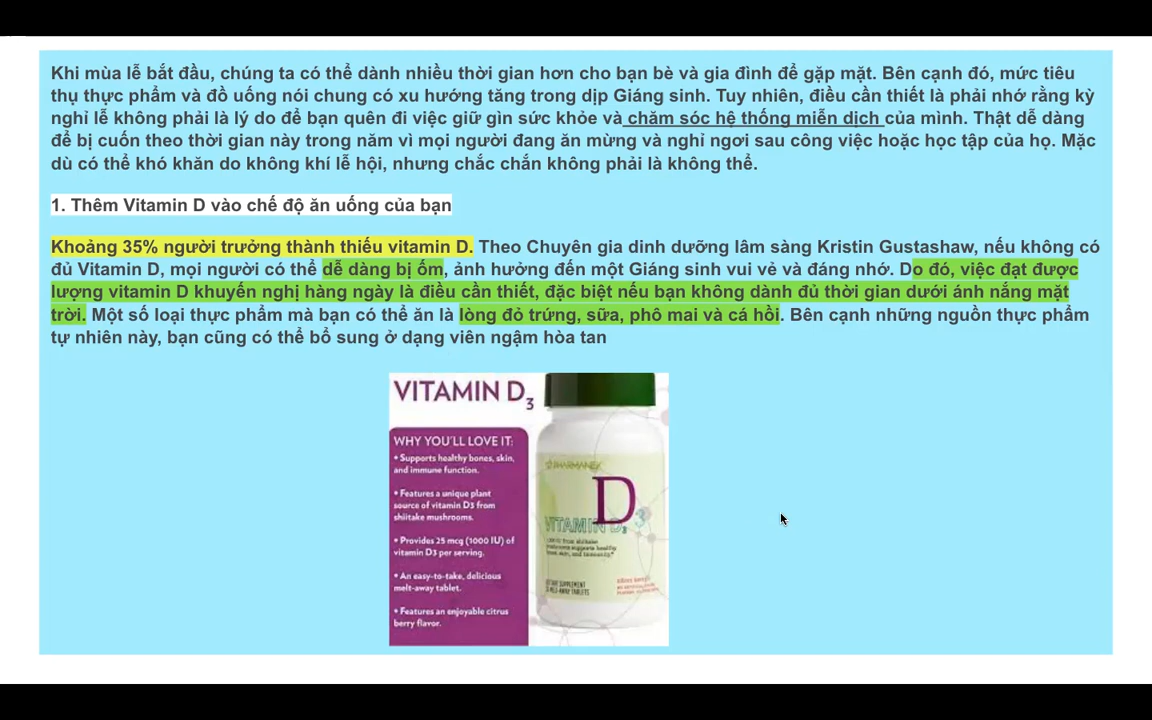 Khi mùa lễ bắt đầu, chúng ta có thể dành nhiều thời gian hơn cho bạn bè và gia đình để gặp mặt. Bên cạnh đó, mức tiêu
thụ thực phẩm và đồ uống nói chung có xu hướng tăng trong dịp Giáng sinh. Tuy nhiên, điều cần thiết là phải nhớ rằng kỳ
nghỉ lễ không phải là lý do để bạn quên đi việc giữ gìn sức khỏe và chăm sóc hệ thống miễn dịch của mình. Thật dễ dàng
để bị cuốn theo thời gian này trong năm vì mọi người đang ăn mừng và nghỉ ngơi sau công việc hoặc học tập của họ. Mặc
dù có thể khó khăn do không khí lễ hội, nhưng chắc chắn không phải là không thể.
1. Thêm Vitamin D vào chế độ ăn uống của bạn
Khoảng 35% người trưởng thành thiếu vitamin D. Theo Chuyên gia dinh dưỡng lâm sàng Kristin Gustashaw, nếu không có
đủ Vitamin D, mọi người có thể dễ dàng bị ốm, ảnh hưởng đến một Giáng sinh vui vẻ và đáng nhớ. Do đó, việc đạt được
lượng vitamin D khuyến nghị hàng ngày là điều cần thiết, đặc biệt nếu bạn không dành đủ thời gian dưới ánh nắng mặt
trời. Một số loại thực phẩm mà bạn có thể ăn là lòng đỏ trứng, sữa, phô mai và cá hồi. Bên cạnh những nguồn thực phẩm
tự nhiên này, bạn cũng có thể bổ sung ở dạng viên ngậm hòa tan
VITAMIN D3
WHY YOU'LL LOVE IT:
• Supports healthy bones, skin,
and immune function.
• Features a unique plant
source of vitamin D3 from
shiitake mushrooms.
• Provides 25 mcg (1000 IU) of
vitamin D3 per serving.
• An easy-to-take, delicious
melt-away tablet.
• Features an enjoyable citrus
berry flavor.
PHARMANEX
D
VITAMIN D3